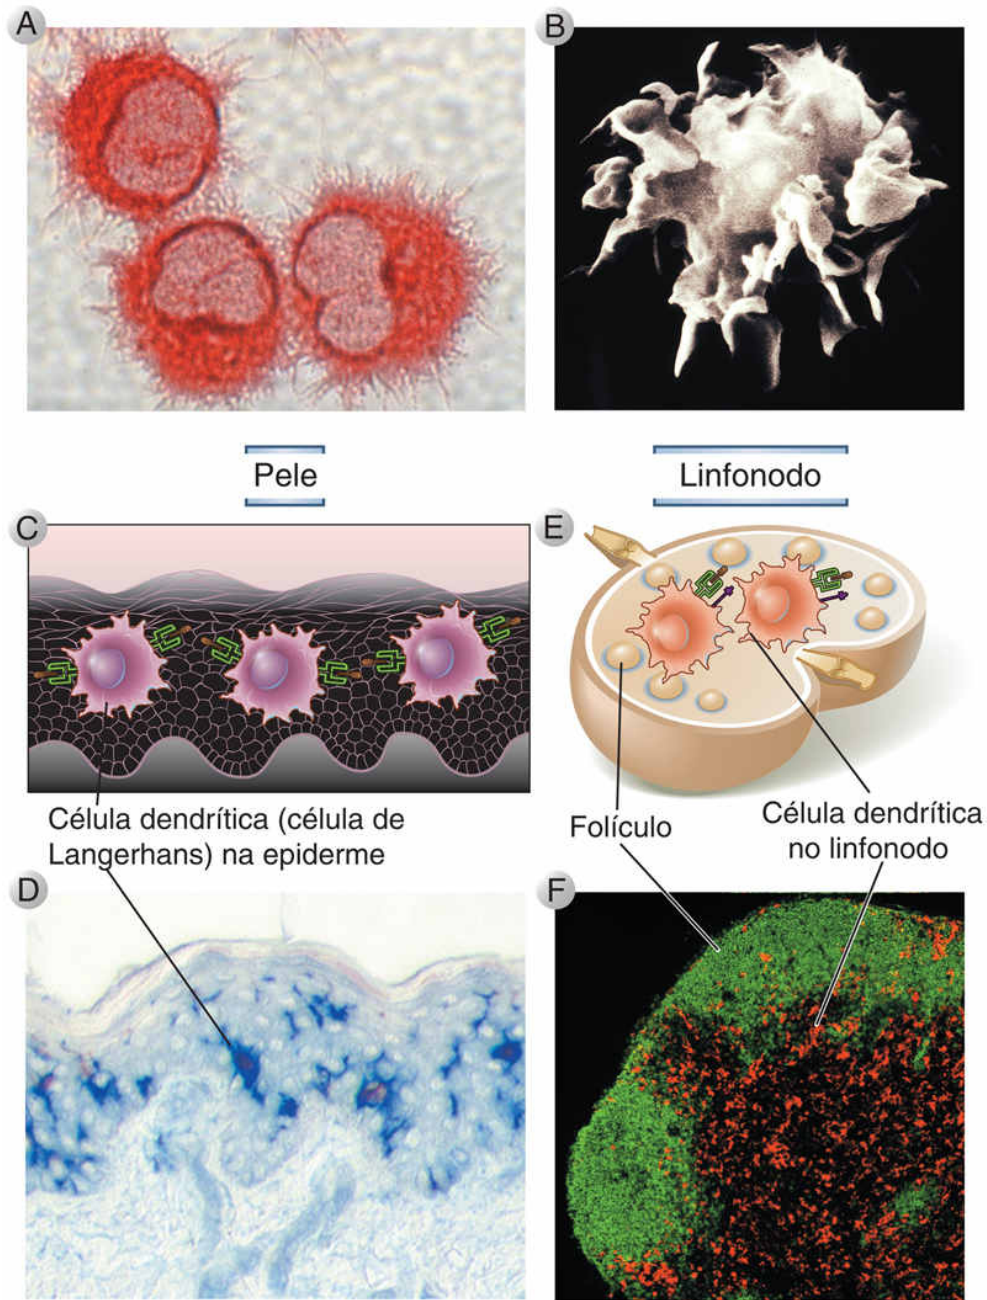 A
B
Pele
Linfonodo
C
E
Célula dendrítica (célula de
Langerhans) na epiderme
Folículo
Célula dendrítica
no linfonodo
D
F